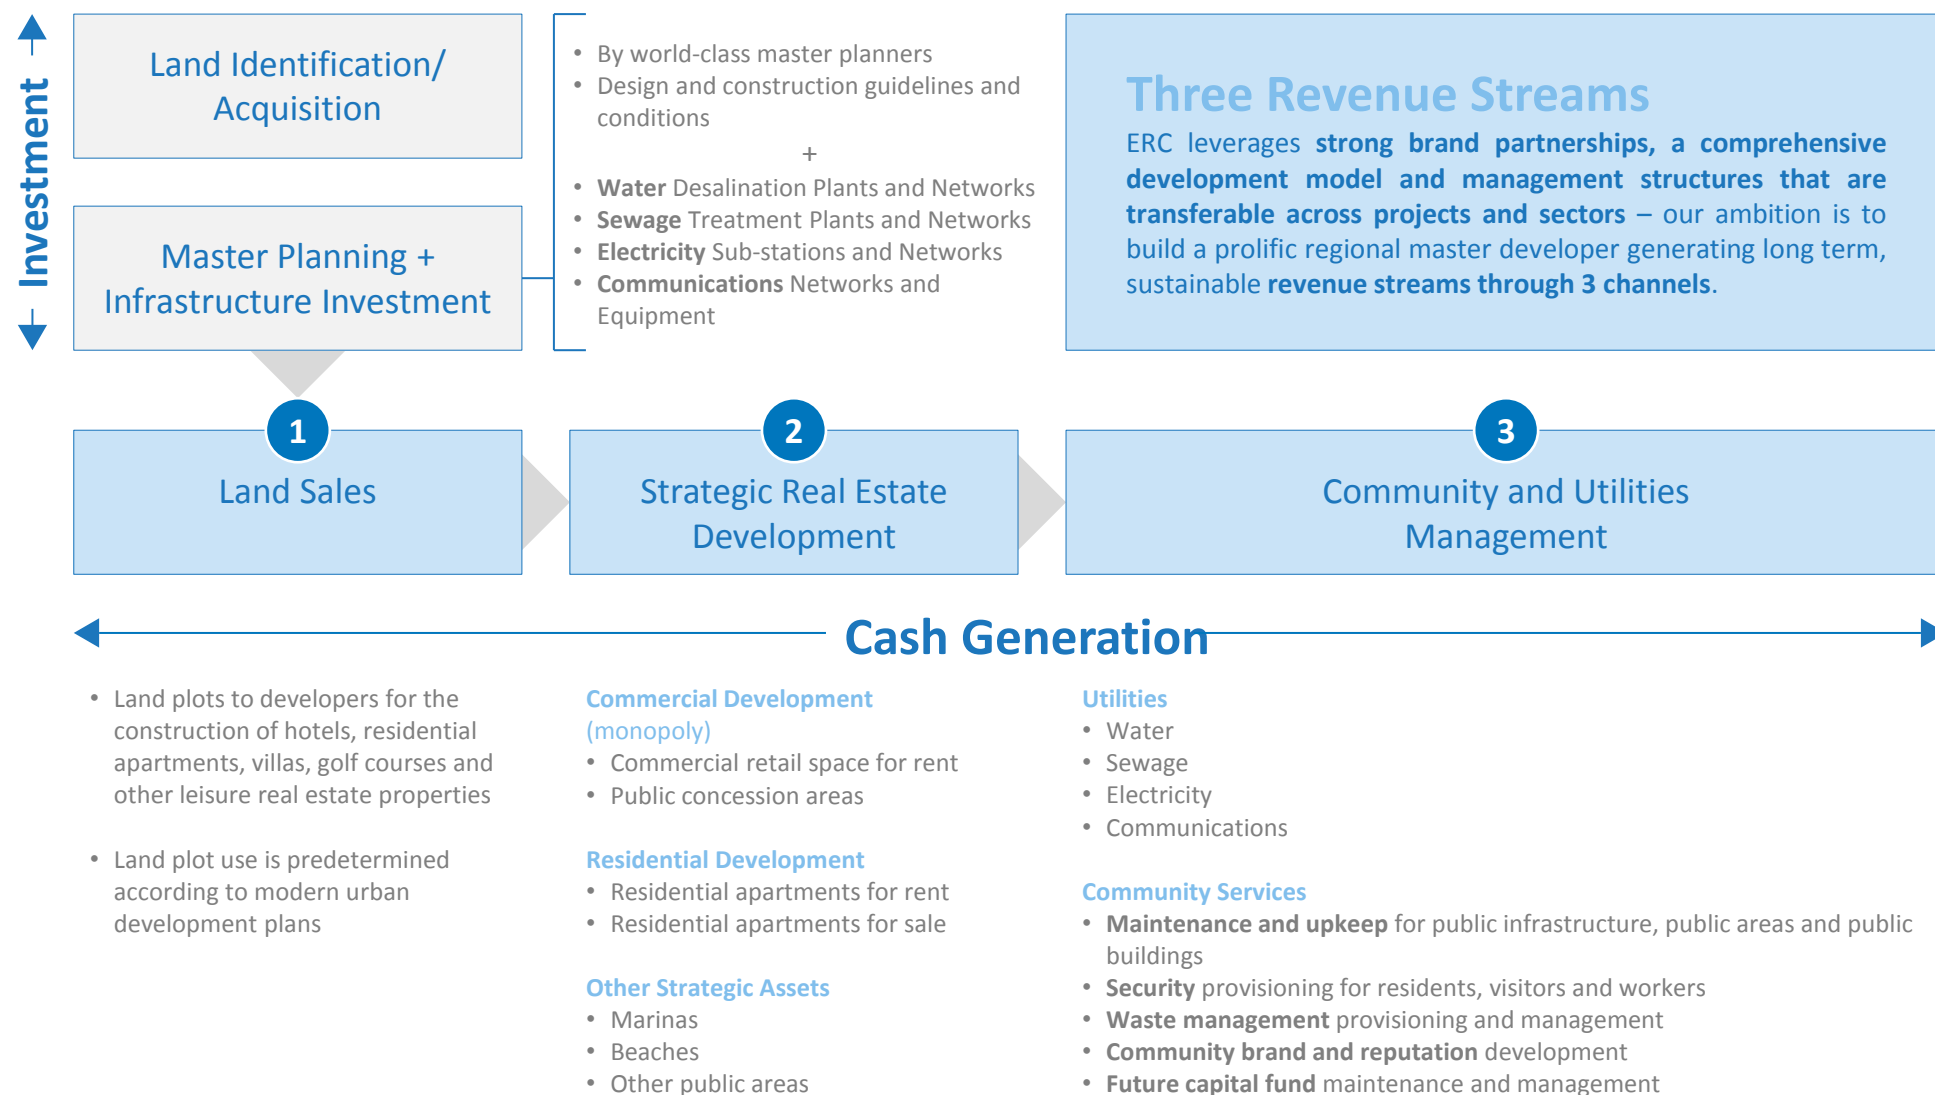 Investment
Land Identification/
Acquisition
Master Planning +
Infrastructure Investment
• By world-class master planners
• Design and construction guidelines and
conditions
+
• Water Desalination Plants and Networks
• Sewage Treatment Plants and Networks
• Electricity Sub-stations and Networks
• Communications Networks and
Equipment
Three Revenue Streams
ERC leverages strong brand partnerships, a comprehensive
development model and management structures that are
transferable across projects and sectors – our ambition is to
build a prolific regional master developer generating long term,
sustainable revenue streams through 3 channels.
1
Land Sales
2
Strategic Real Estate
Development
3
Community and Utilities
Management
Cash Generation
• Land plots to developers for the
construction of hotels, residential
apartments, villas, golf courses and
other leisure real estate properties
• Land plot use is predetermined
according to modern urban
development plans
Commercial Development
(monopoly)
• Commercial retail space for rent
• Public concession areas
Residential Development
• Residential apartments for rent
• Residential apartments for sale
Other Strategic Assets
• Marinas
• Beaches
• Other public areas
Utilities
• Water
• Sewage
• Electricity
• Communications
Community Services
• Maintenance and upkeep for public infrastructure, public areas and public
buildings
• Security provisioning for residents, visitors and workers
• Waste management provisioning and management
• Community brand and reputation development
• Future capital fund maintenance and management